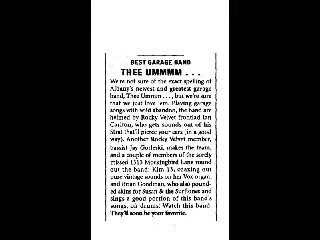 BEST GARAGE BAND
THEE UMMMM . . .
We're not sure of the exact spelling of
Albany's newest and greatest garage
band, Thee Ummm . . . , but we're sure
that we just love 'em. Playing garage
songs with wild abandon, the band are
helmed by Rocky Velvet frontman Ian
Carlton, who gets sounds out of his
Strat that'll pierce your ears (in a good
way). Another Rocky Velvet member,
bassist Jay Gorleski, makes the team,
and a couple of members of the sorely
missed 1313 Mockingbird Lane round
out the band: Kim 13, coaxing out
pure vintage sounds on her Vox organ,
and Brian Goodman, who also pound-
ed skins for Susan & the Surftones and
sings a good portion of this band's
songs, on drums! Watch this band.
They'll soon be your favorite.